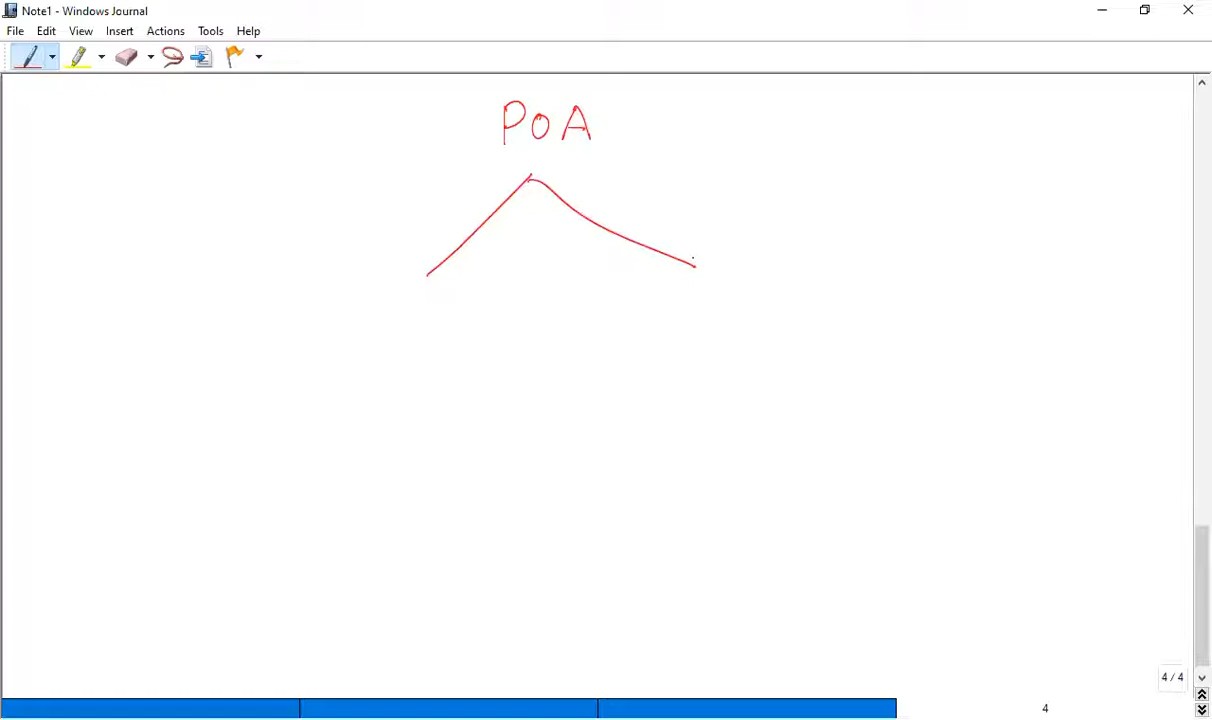 Note1 - Windows Journal
File Edit View Insert Actions Tools Help
PoA
4 / 4
4